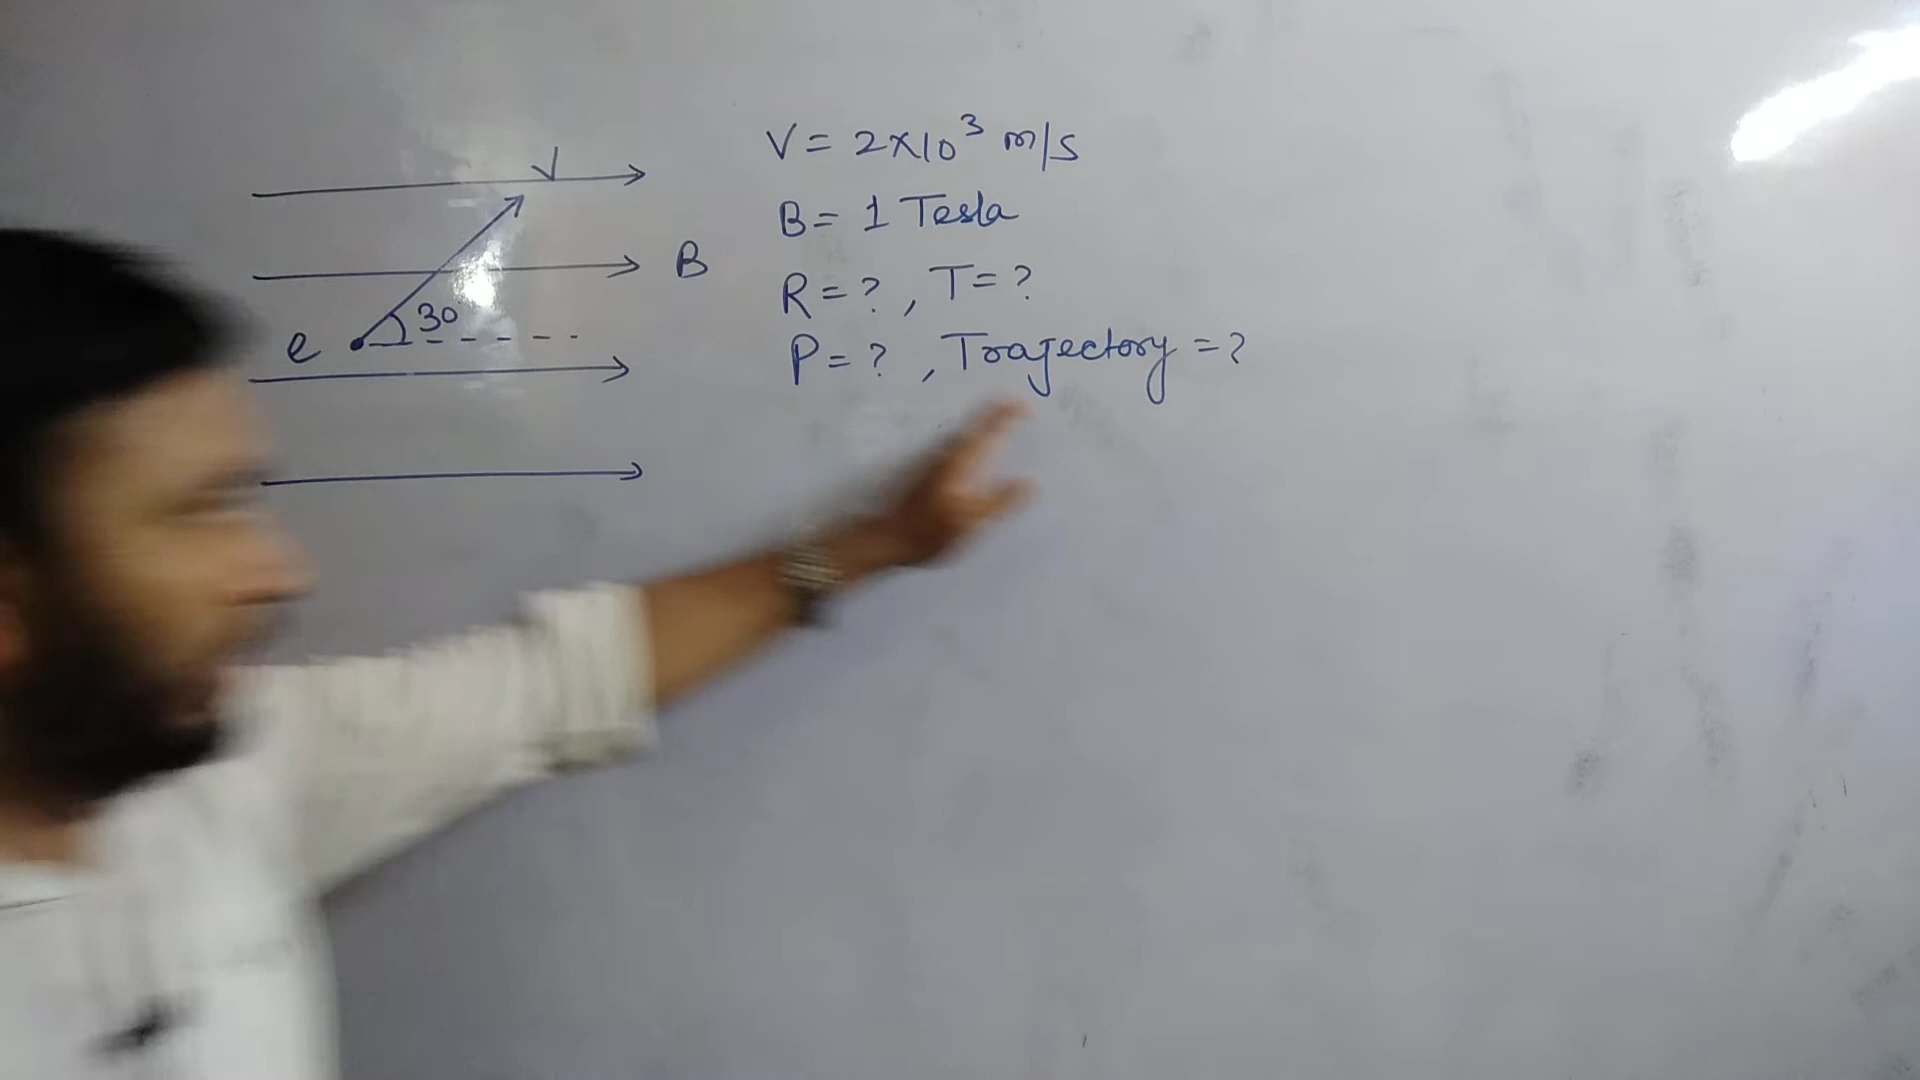 V
V = 2×10³ m/s
B = 1 Tesla
B
R = ? , T = ?
30
e
P = ? , Trajectory = ?